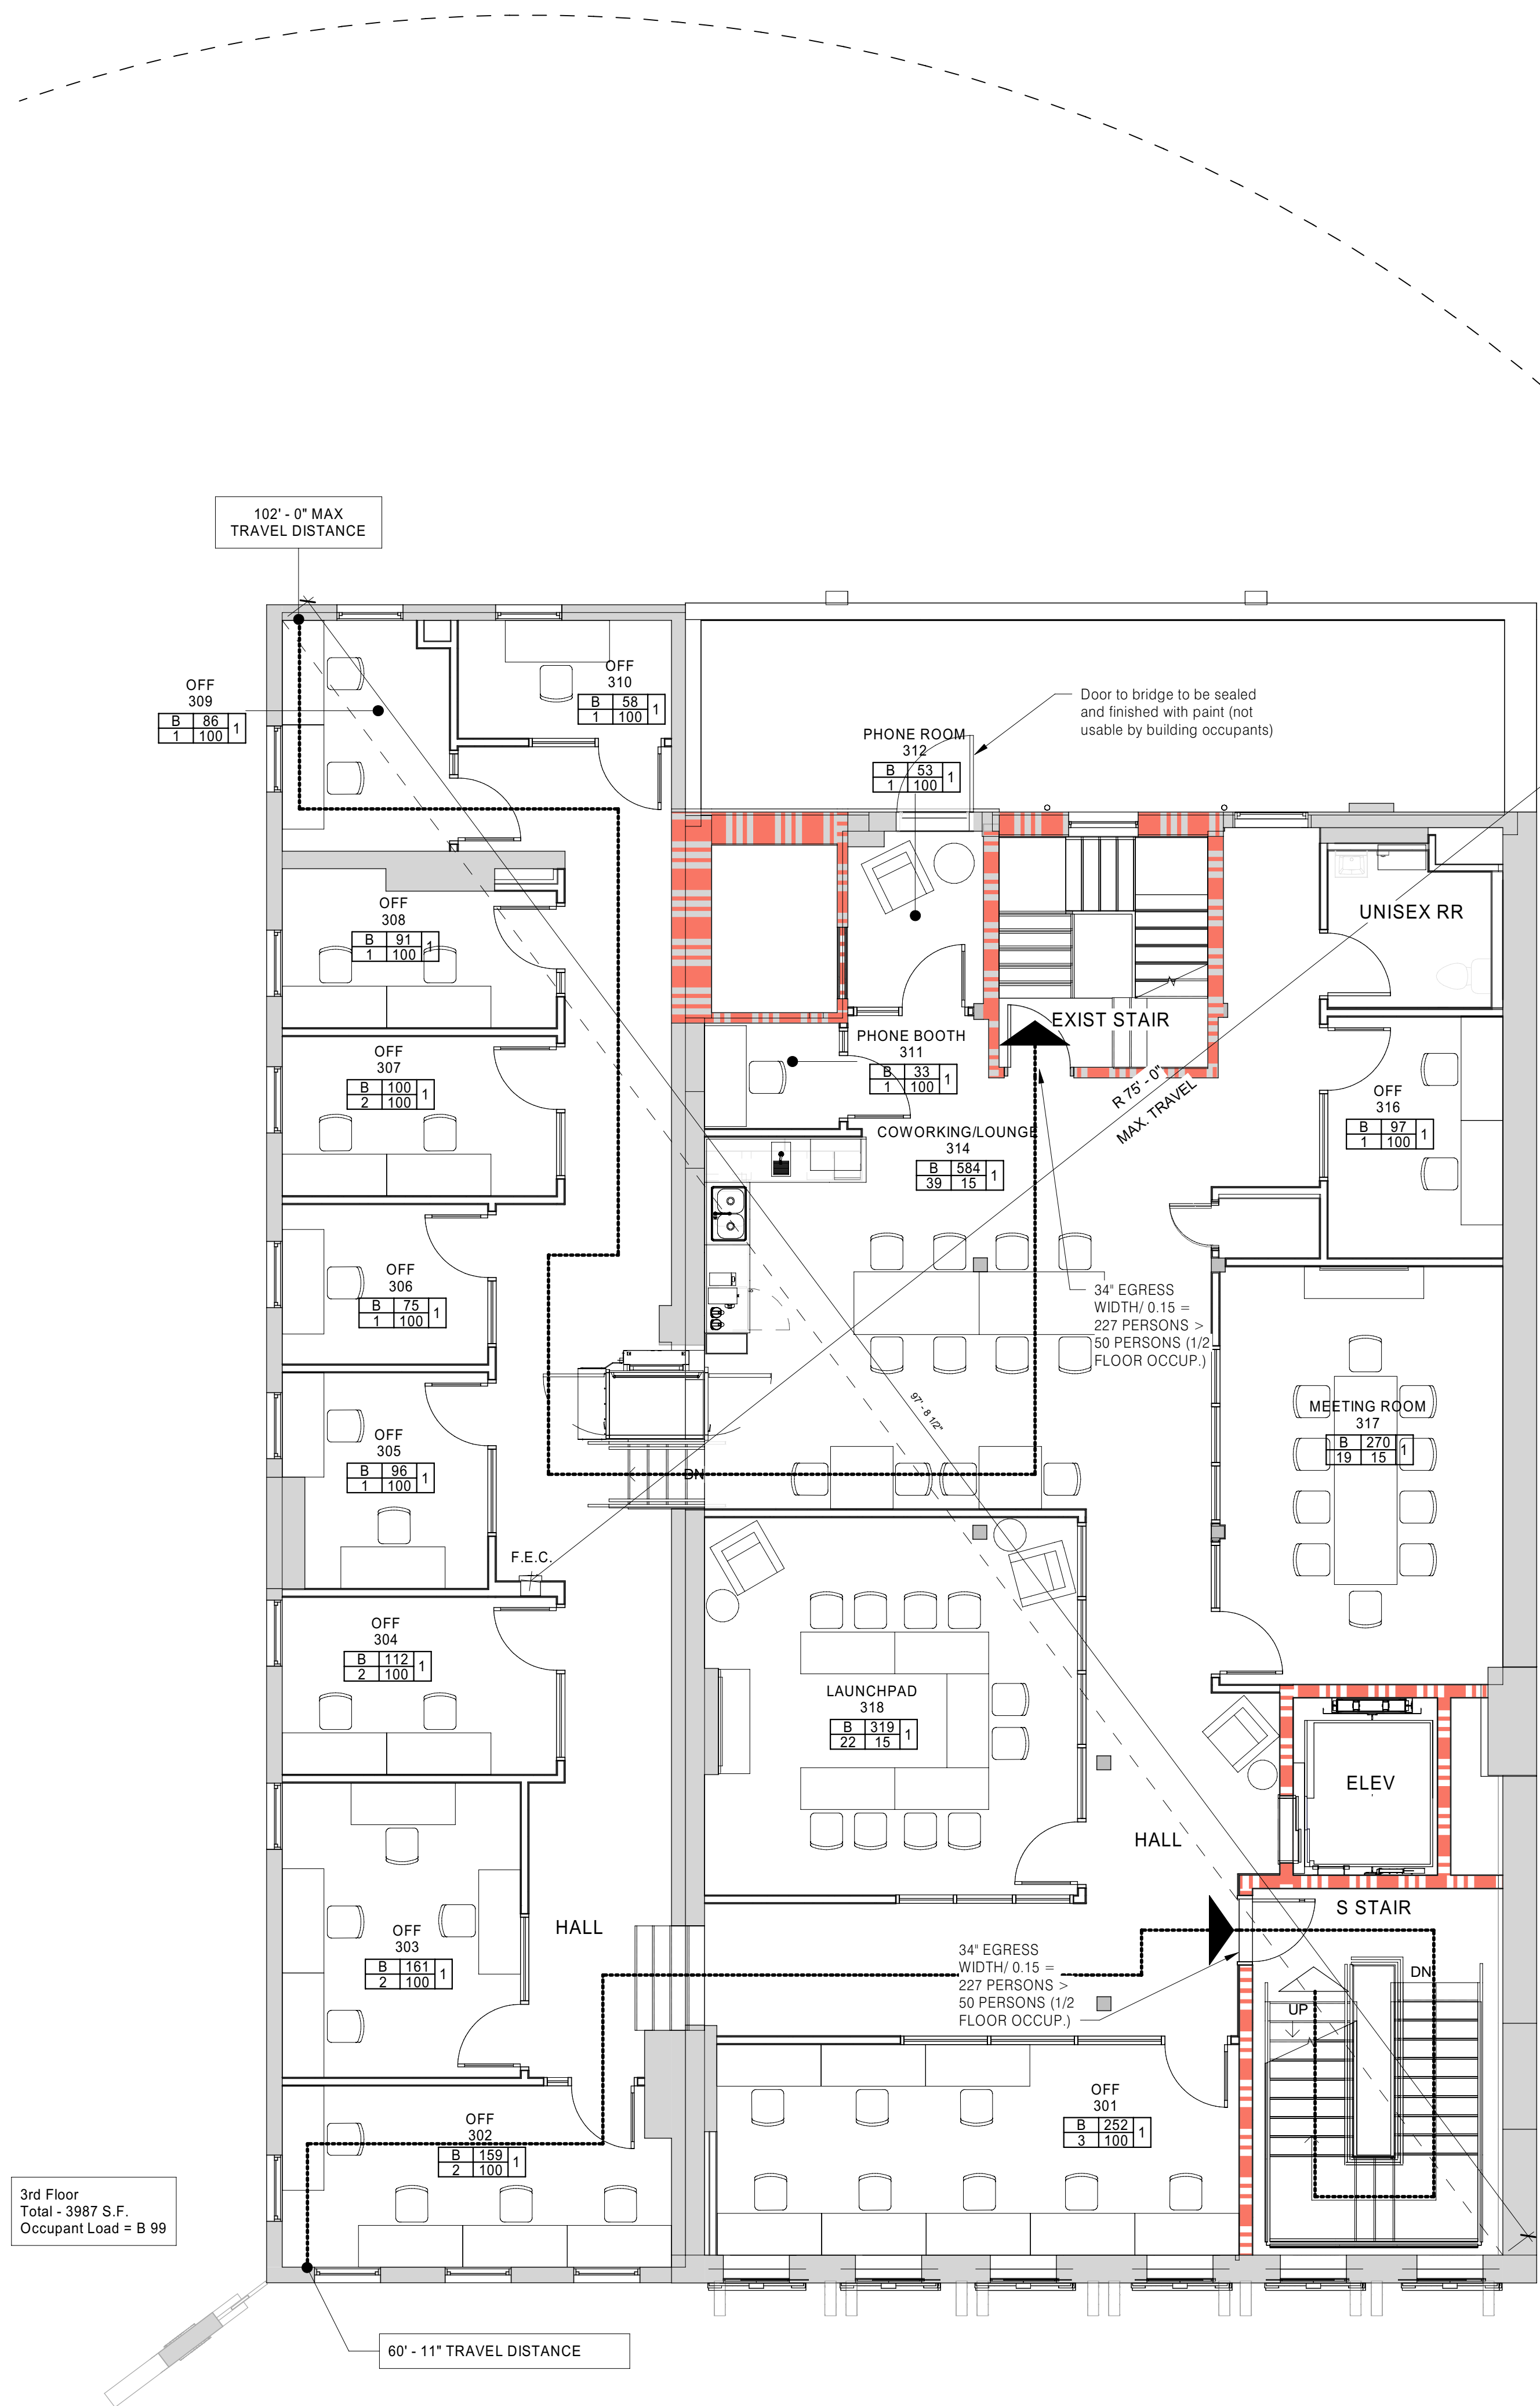 102' - 0" MAX
TRAVEL DISTANCE
OFF
309
B 86 1
1 100
OFF
310
B 58 1
1 100
Door to bridge to be sealed
and finished with paint (not
usable by building occupants)
PHONE ROOM
312
B 53 1
1 100
OFF
308
B 91 1
1 100
UNISEX RR
EXIST STAIR
PHONE BOOTH
311
B 33 1
1 100
OFF
307
B 100 1
2 100
R 75' - 0"
MAX. TRAVEL
OFF
316
B 97 1
1 100
COWORKING/LOUNGE
314
B 584 1
39 15
OFF
306
B 75 1
1 100
34" EGRESS
WIDTH/ 0.15 =
227 PERSONS >
50 PERSONS (1/2
FLOOR OCCUP.)
97' - 8 1/2"
MEETING ROOM
317
B 270 1
19 15
OFF
305
B 96 1
1 100
DN
F.E.C.
OFF
304
B 112 1
2 100
LAUNCHPAD
318
B 319 1
22 15
ELEV
HALL
S STAIR
HALL
OFF
303
B 161 1
2 100
34" EGRESS
WIDTH/ 0.15 =
227 PERSONS >
50 PERSONS (1/2
FLOOR OCCUP.)
DN
UP
OFF
301
B 252 1
3 100
OFF
302
B 159 1
2 100
3rd Floor
Total - 3987 S.F.
Occupant Load = B 99
60' - 11" TRAVEL DISTANCE